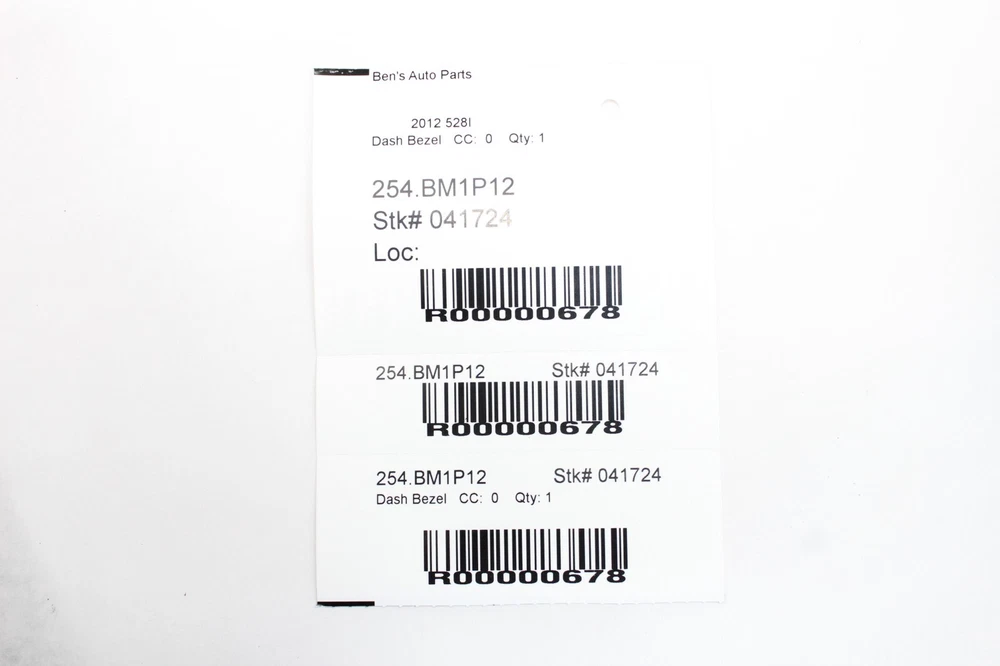 Ben's Auto Parts
2012 528I
Dash Bezel CC: 0 Qty: 1
254.BM1P12
Stk# 041724
Loc:
R00000678
254.BM1P12 Stk# 041724
R00000678
254.BM1P12 Stk# 041724
Dash Bezel CC: 0 Qty: 1
R00000678